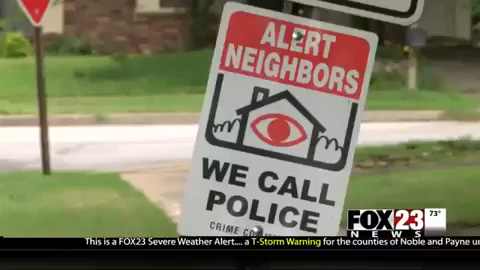 ALERT
NEIGHBORS
WE CALL
POLICE
CRIME
FOX23
NEWS
73°
This is a FOX23 Severe Weather Alert.... a T-Storm Warning for the counties of Noble and Payne